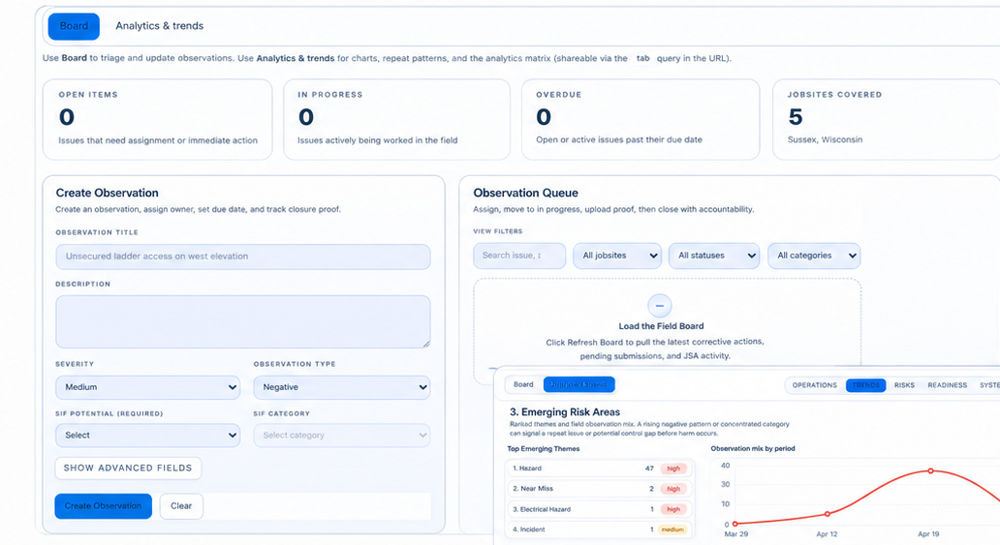 Board Analytics & trends
Use Board to triage and update observations. Use Analytics & trends for charts, repeat patterns, and the analytics matrix (shareable via the tab query in the URL).
OPEN ITEMS
0
Issues that need assignment or immediate action
IN PROGRESS
0
Issues actively being worked in the field
OVERDUE
0
Open or active issues past their due date
JOBSITES COVERED
5
Sussex, Wisconsin
Create Observation
Create an observation, assign owner, set due date, and track closure proof.
OBSERVATION TITLE
Unsecured ladder access on west elevation
DESCRIPTION
SEVERITY
Medium
OBSERVATION TYPE
Negative
SIF POTENTIAL (REQUIRED)
Select
SIF CATEGORY
Select category
SHOW ADVANCED FIELDS
Create Observation Clear
Observation Queue
Assign, move to in progress, upload proof, then close with accountability.
VIEW FILTERS
Search issue, All jobsites All statuses All categories
Load the Field Board
Click Refresh Board to pull the latest corrective actions,
pending submissions, and JSA activity.
Board
OPERATIONS TRENDS RISKS READINESS SYSTE
3. Emerging Risk Areas
Ranked themes and field observation mix. A rising negative pattern or concentrated category
can signal a repeat issue or potential control gap before harm occurs.
Top Emerging Themes
1. Hazard 47 high
2. Near Miss 2 high
3. Electrical Hazard 1 high
4. Incident 1 medium
Observation mix by period
40
30
10
0
Mar 29 Apr 12 Apr 19